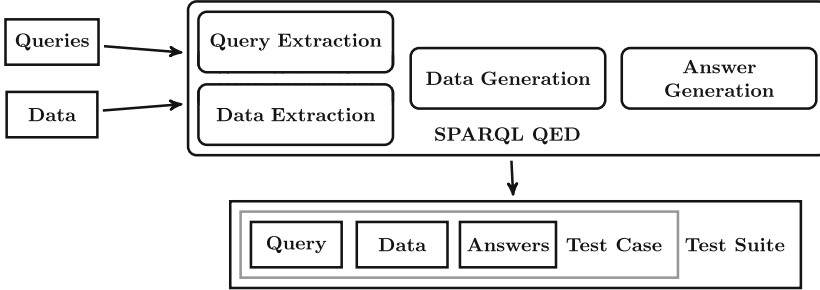 Queries
Data
Query Extraction
Data Extraction
Data Generation
Answer
Generation
SPARQL QED
Query
Data
Answers
Test Case
Test Suite